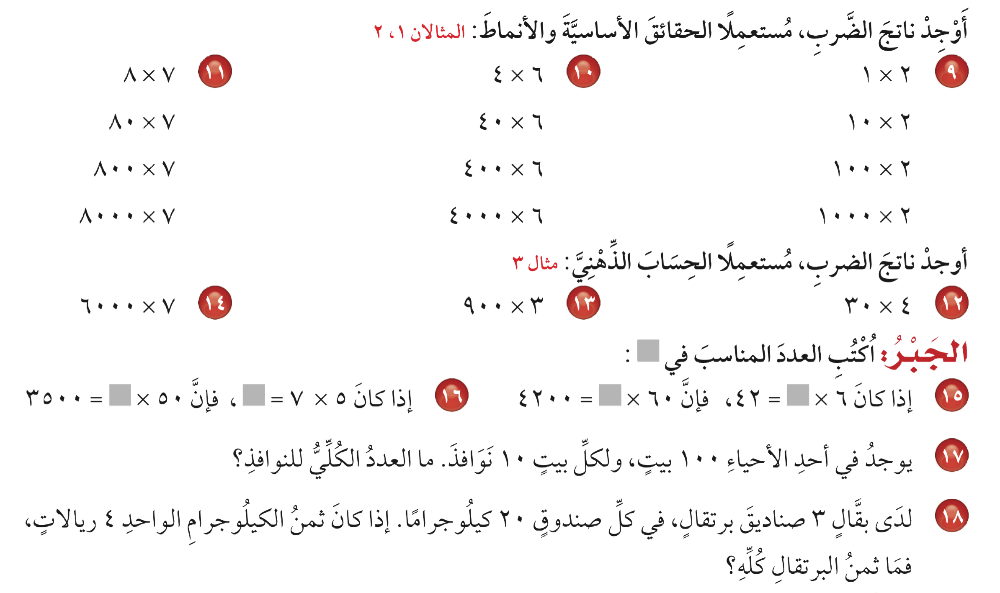 أَوْجِدْ ناتجَ الضَّربِ، مُستعمِلًا الحقائقَ الأساسيَّةَ والأنماطَ: المثالان ١، ٢
٩ ٢ × ١ ١٠ ٦ × ٤ ١١ ٧ × ٨
٢ × ١٠ ٦ × ٤٠ ٧ × ٨٠
٢ × ١٠٠ ٦ × ٤٠٠ ٧ × ٨٠٠
٢ × ١٠٠٠ ٦ × ٤٠٠٠ ٧ × ٨٠٠٠
أوجدْ ناتجَ الضربِ، مُستعمِلًا الحِسَابَ الذِّهْنِيَّ: مثال ٣
١٢ ٤ × ٣٠ ١٣ ٣ × ٩٠٠ ١٤ ٧ × ٦٠٠٠
الجَبْرُ: اُكْتُبِ العددَ المناسبَ في ■ :
١٥ إذا كانَ ٦ × ■ = ٤٢، فإنَّ ٦٠ × ■ = ٤٢٠٠ ١٦ إذا كانَ ٥ × ٧ = ■ ، فإنَّ ٥٠ × ■ = ٣٥٠٠
١٧ يوجدُ في أحدِ الأحياءِ ١٠٠ بيتٍ، ولكلِّ بيتٍ ١٠ نَوَافذَ. ما العددُ الكُلِّيُّ للنوافذِ؟
١٨ لدَى بقَّالٍ ٣ صناديقَ برتقالٍ، في كلِّ صندوقٍ ٢٠ كيلُوجرامًا. إذا كانَ ثمنُ الكيلُوجرامِ الواحدِ ٤ ريالاتٍ،
فمَا ثمنُ البرتقالِ كُلِّهِ؟